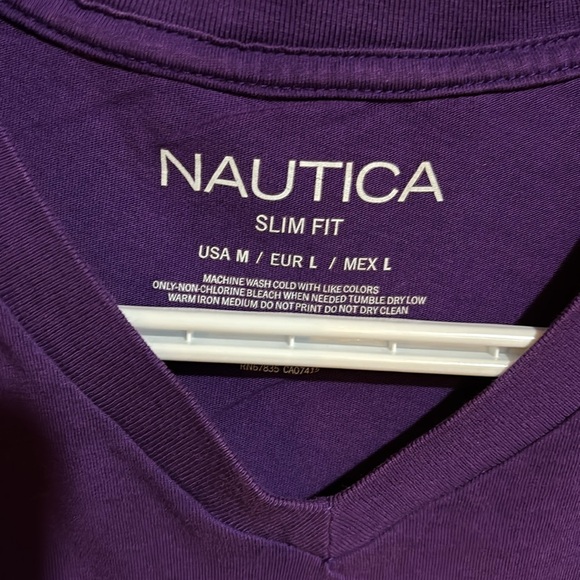 NAUTICA
SLIM FIT
USA M / EUR L / MEX L
MACHINE WASH COLD WITH LIKE COLORS
ONLY-NON-CHLORINE BLEACH WHEN NEEDED TUMBLE DRY LOW
WARM IRON MEDIUM DO NOT PRINT DO NOT DRY CLEAN
RN67835